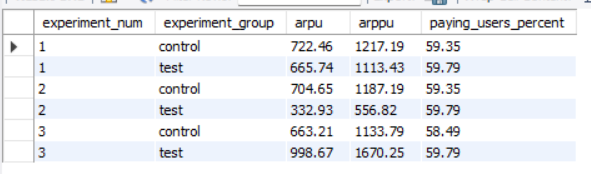 experiment_num experiment_group arpu arppu paying_users_percent
1 control 722.46 1217.19 59.35
1 test 665.74 1113.43 59.79
2 control 704.65 1187.19 59.35
2 test 332.93 556.82 59.79
3 control 663.21 1133.79 58.49
3 test 998.67 1670.25 59.79